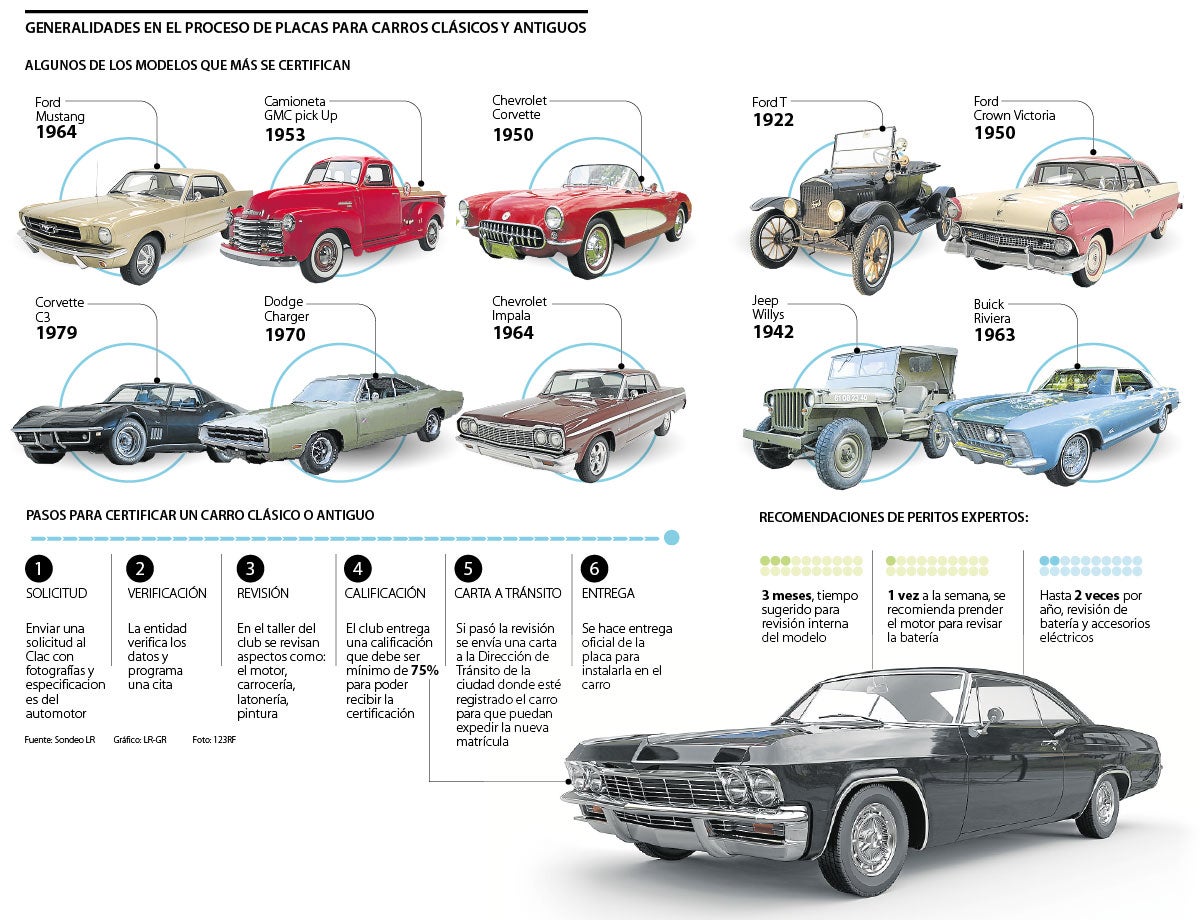 GENERALIDADES EN EL PROCESO DE PLACAS PARA CARROS CLÁSICOS Y ANTIGUOS
ALGUNOS DE LOS MODELOS QUE MÁS SE CERTIFICAN
Ford
Mustang
1964
Camioneta
GMC pick Up
1953
Chevrolet
Corvette
1950
Ford T
1922
Ford
Crown Victoria
1950
Corvette
C3
1979
Dodge
Charger
1970
Chevrolet
Impala
1964
Jeep
Willys
1942
Buick
Riviera
1963
61 08 23 40
PASOS PARA CERTIFICAR UN CARRO CLÁSICO O ANTIGUO
1
SOLICITUD
Enviar una
solicitud al
Clac con
fotografías y
especificacion
es del
automotor
2
VERIFICACIÓN
La entidad
verifica los
datos y
programa
una cita
3
REVISIÓN
En el taller del
club se revisan
aspectos como:
el motor,
carrocería,
latonería,
pintura
4
CALIFICACIÓN
El club entrega
una calificación
que debe ser
mínimo de 75%
para poder
recibir la
certificación
5
CARTA A TRÁNSITO
Si pasó la revisión
se envía una carta
a la Dirección de
Tránsito de la
ciudad donde esté
registrado el carro
para que puedan
expedir la nueva
matrícula
6
ENTREGA
Se hace entrega
oficial de la
placa para
instalarla en el
carro
RECOMENDACIONES DE PERITOS EXPERTOS:
3 meses, tiempo
sugerido para
revisión interna
del modelo
1 vez a la semana, se
recomienda prender
el motor para revisar
la batería
Hasta 2 veces por
año, revisión de
batería y accesorios
eléctricos
Fuente: Sondeo LR Gráfico: LR-GR Foto: 123RF